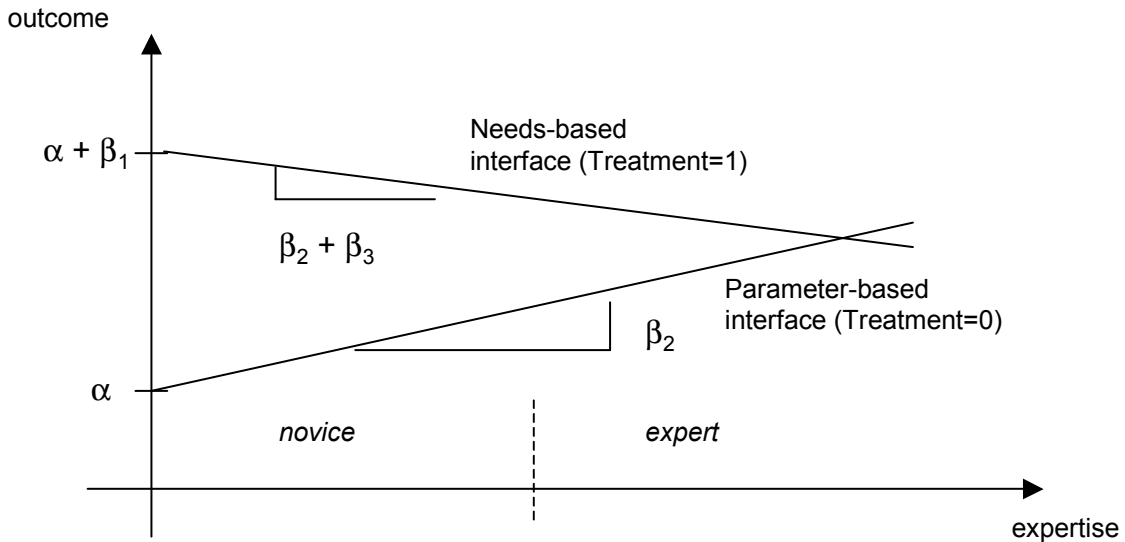 outcome
Needs-based
interface (Treatment=1)
α + β₁
β₂ + β₃
Parameter-based
interface (Treatment=0)
β₂
α
novice
expert
expertise